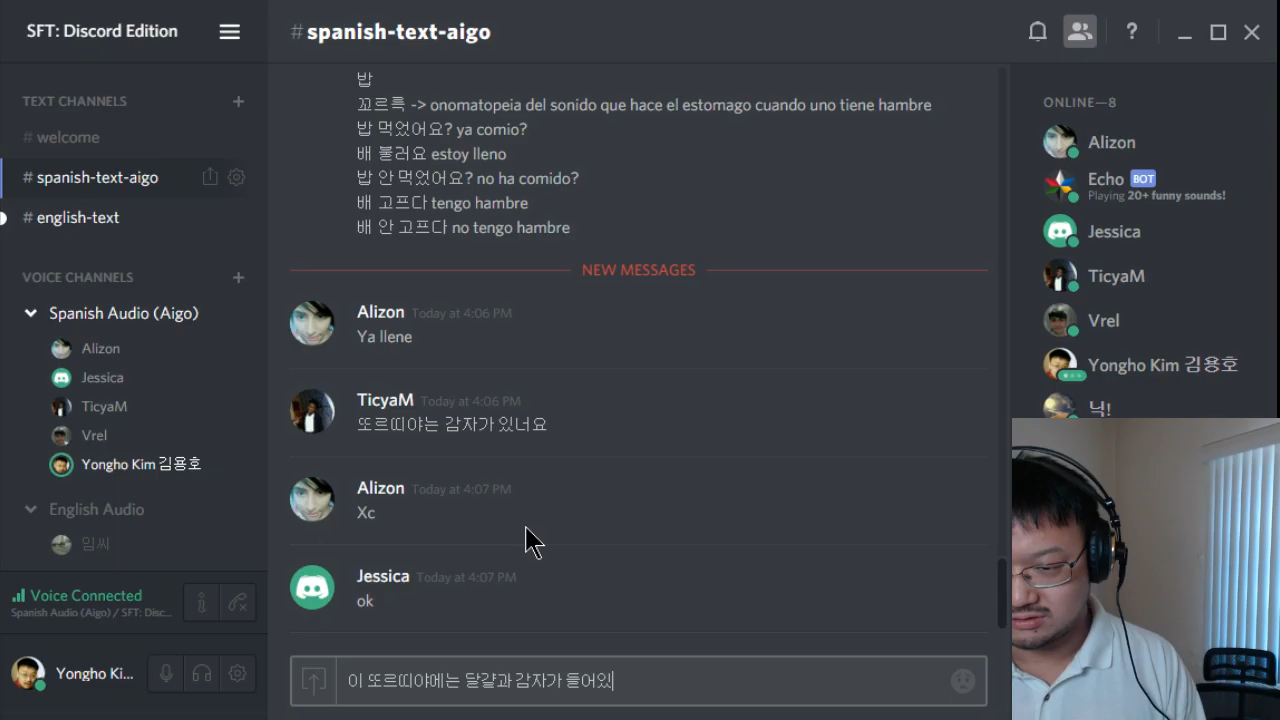 SFT: Discord Edition
TEXT CHANNELS
# welcome
# spanish-text-aigo
# english-text
VOICE CHANNELS
Spanish Audio (Aigo)
Alizon
Jessica
TicyaM
Vrel
Yongho Kim 김용호
English Audio
임씨
Voice Connected
Spanish Audio (Aigo) / SFT: Disc...
Yongho Ki...
# spanish-text-aigo
밥
꼬르륵 -> onomatopeia del sonido que hace el estomago cuando uno tiene hambre
밥 먹었어요? ya comio?
배 불러요 estoy lleno
밥 안 먹었어요? no ha comido?
배 고프다 tengo hambre
배 안 고프다 no tengo hambre
NEW MESSAGES
Alizon Today at 4:06 PM
Ya llene
TicyaM Today at 4:06 PM
또르띠야는 감자가 있너요
Alizon Today at 4:07 PM
Xc
Jessica Today at 4:07 PM
ok
이 또르띠야에는 달걀과 감자가 들어있
ONLINE—8
Alizon
Echo BOT
Playing 20+ funny sounds!
Jessica
TicyaM
Vrel
Yongho Kim 김용호
닉!